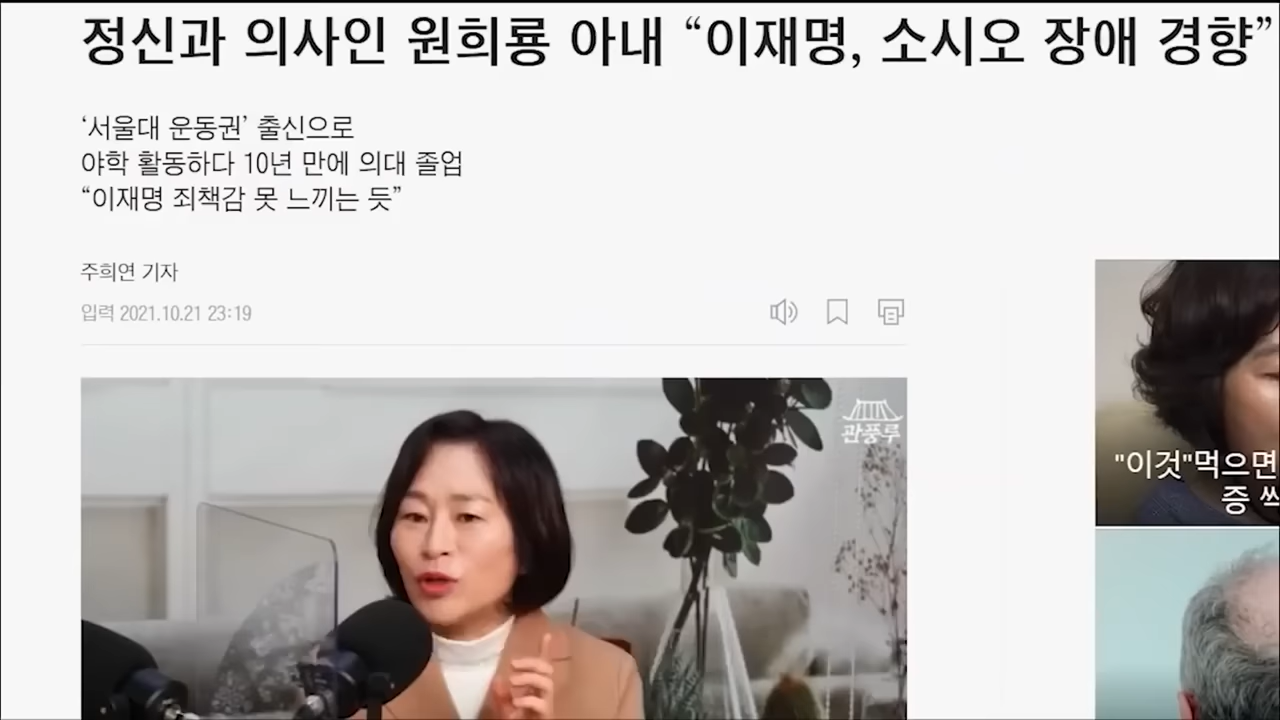 정신과 의사인 원희룡 아내 “이재명, 소시오 장애 경향”
‘서울대 운동권’ 출신으로
야학 활동하다 10년 만에 의대 졸업
“이재명 죄책감 못 느끼는 듯”
주희연 기자
입력 2021.10.21 23:19
관풍루
"이것"먹으면
증